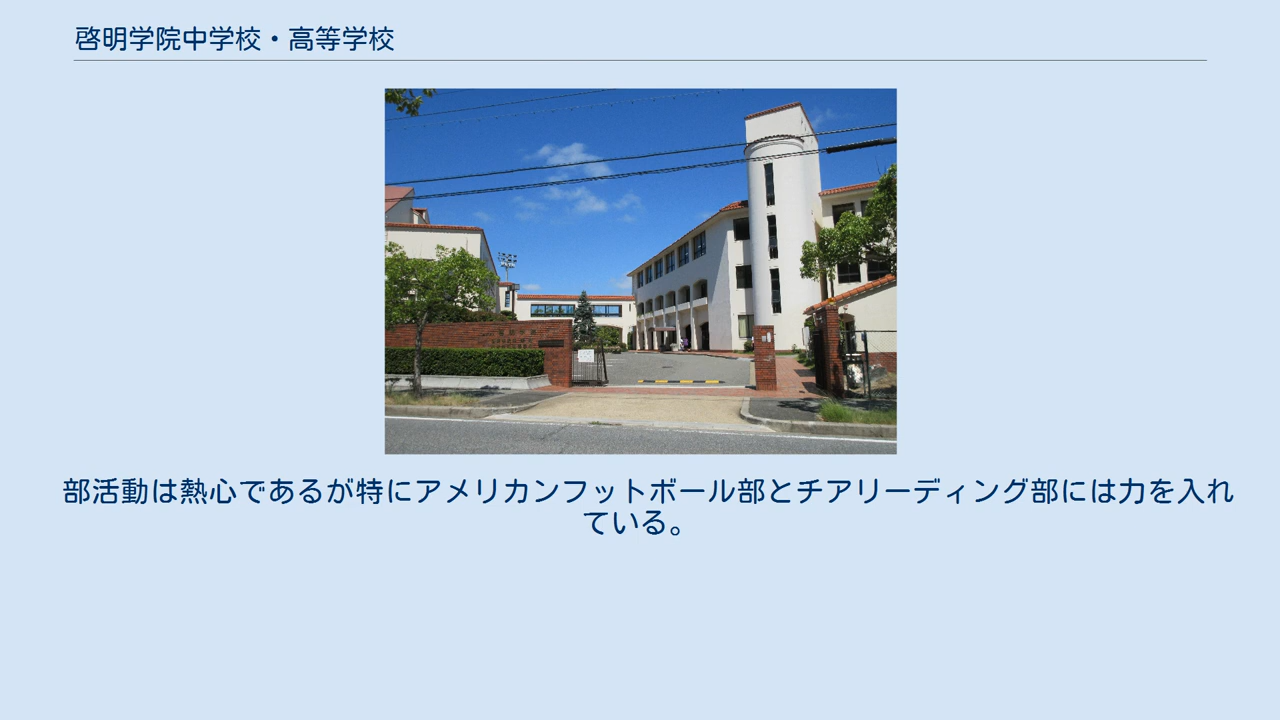 啓明学院中学校・高等学校
部活動は熱心であるが特にアメリカンフットボール部とチアリーディング部には力を入れ
ている。